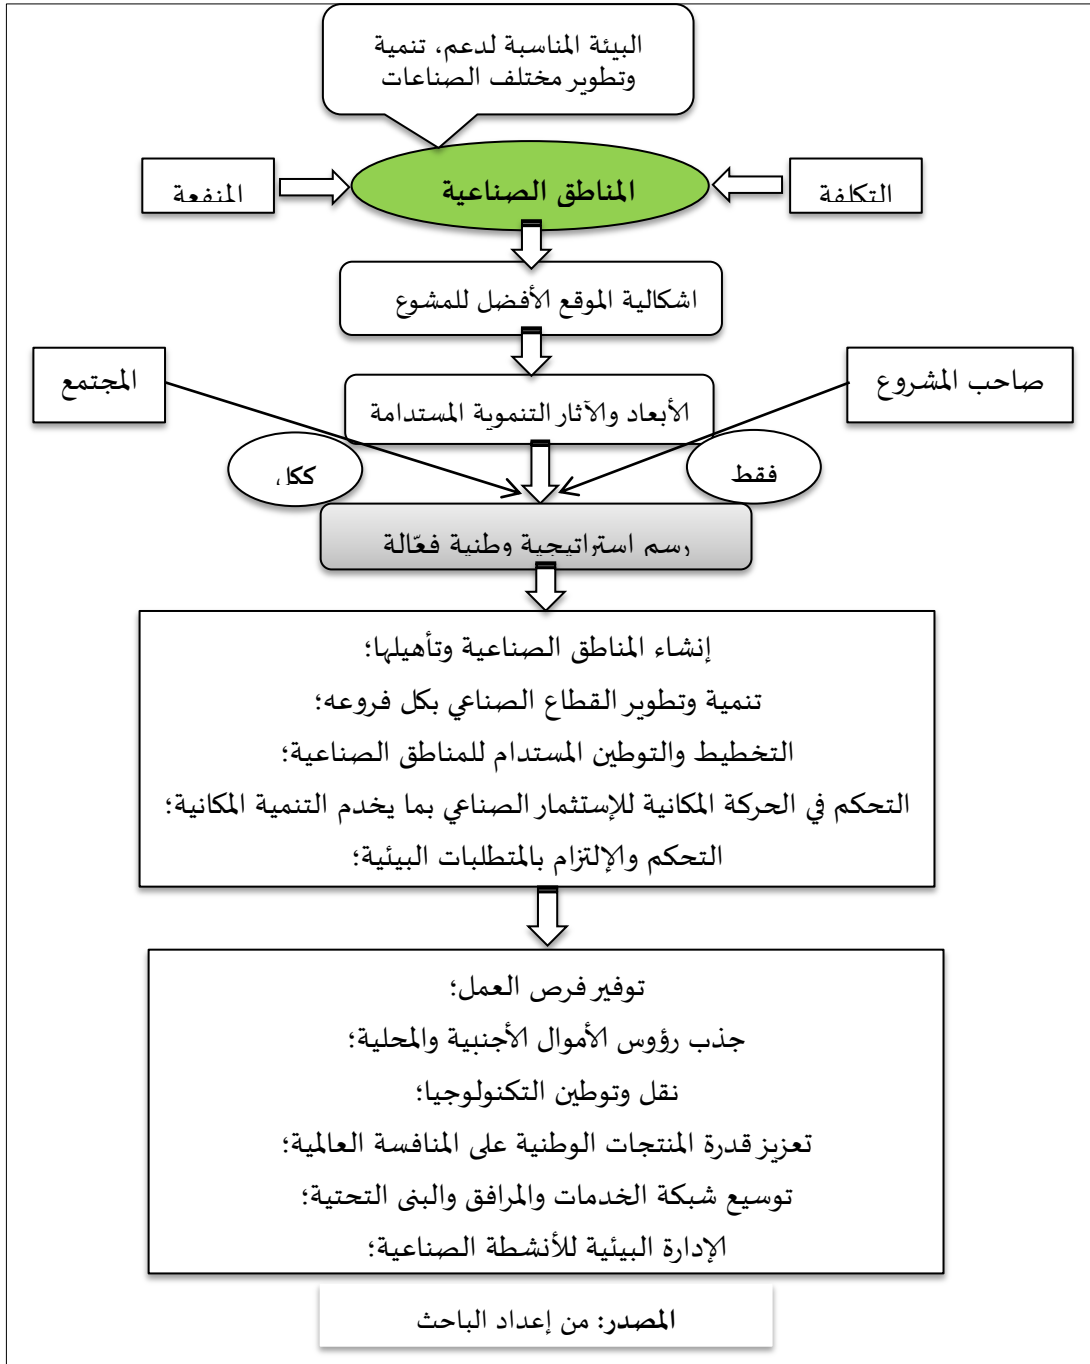 البيئة المناسبة لدعم، تنمية
وتطوير مختلف الصناعات
التكلفة
المناطق الصناعية
المنفعة
اشكالية الموقع الأفضل للمشوع
صاحب المشروع
المجتمع
الأبعاد والآثار التنموية المستدامة
فقط
ككل
رسم استراتيجية وطنية فعّالة
إنشاء المناطق الصناعية وتأهيلها؛
تنمية وتطوير القطاع الصناعي بكل فروعه؛
التخطيط والتوطين المستدام للمناطق الصناعية؛
التحكم في الحركة المكانية للإستثمار الصناعي بما يخدم التنمية المكانية؛
التحكم والإلتزام بالمتطلبات البيئية؛
توفير فرص العمل؛
جذب رؤوس الأموال الأجنبية والمحلية؛
نقل وتوطين التكنولوجيا؛
تعزيز قدرة المنتجات الوطنية على المنافسة العالمية؛
توسيع شبكة الخدمات والمرافق والبنى التحتية؛
الإدارة البيئية للأنشطة الصناعية؛
المصدر: من إعداد الباحث